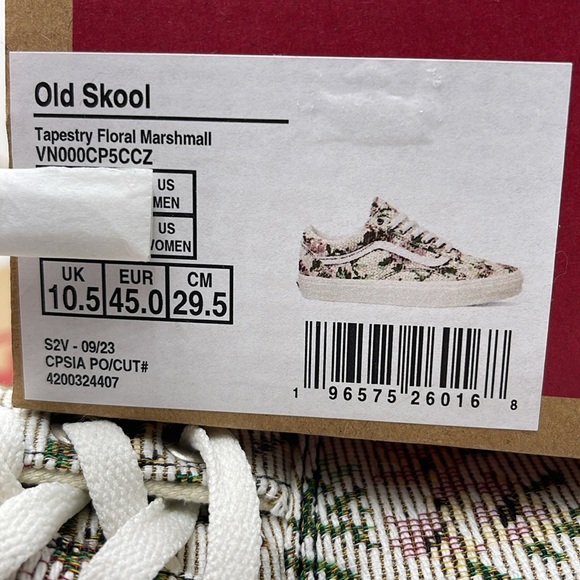 Old Skool
Tapestry Floral Marshmall
VN000CP5CCZ
US
MEN
US
WOMEN
UK EUR CM
10.5 45.0 29.5
S2V - 09/23
CPSIA PO/CUT#
4200324407
1 96575 26016 8